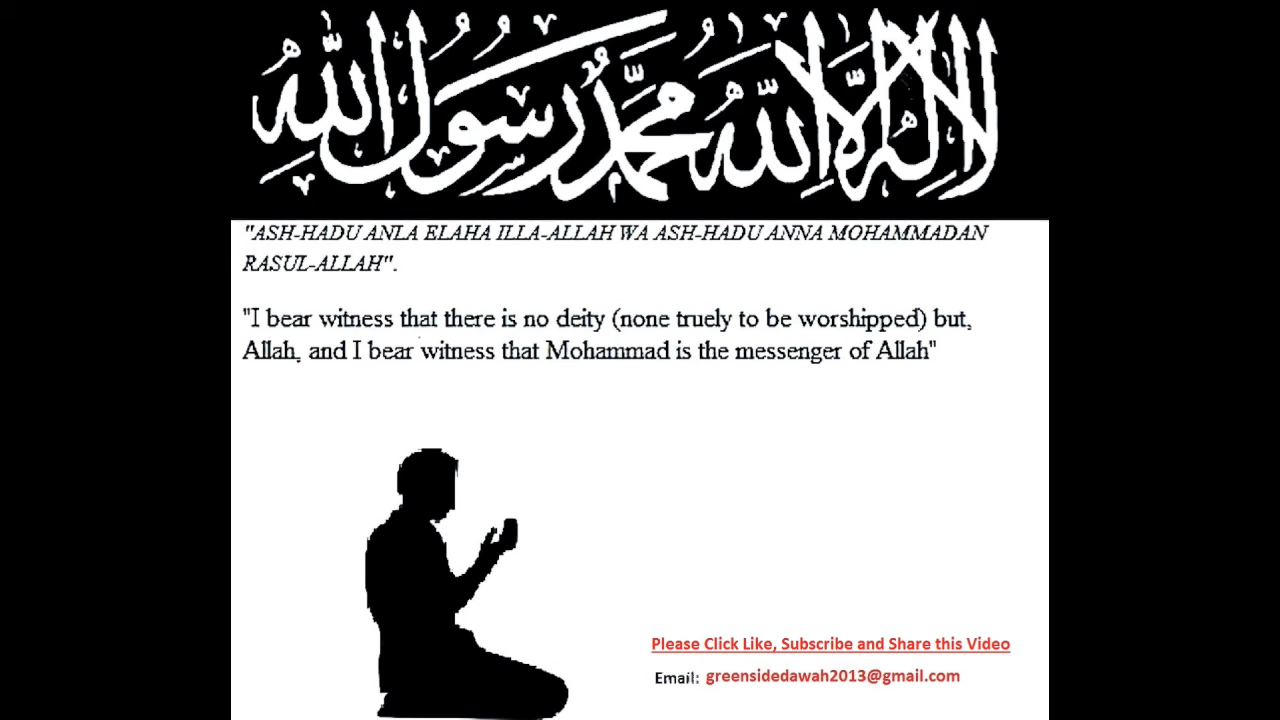 لا إله إلا الله محمد رسول الله
"ASH-HADU ANLA ELAHA ILLA-ALLAH WA ASH-HADU ANNA MOHAMMADAN
RASUL-ALLAH".
"I bear witness that there is no deity (none truely to be worshipped) but,
Allah, and I bear witness that Mohammad is the messenger of Allah"
Please Click Like, Subscribe and Share this Video
Email: greensidedawah2013@gmail.com